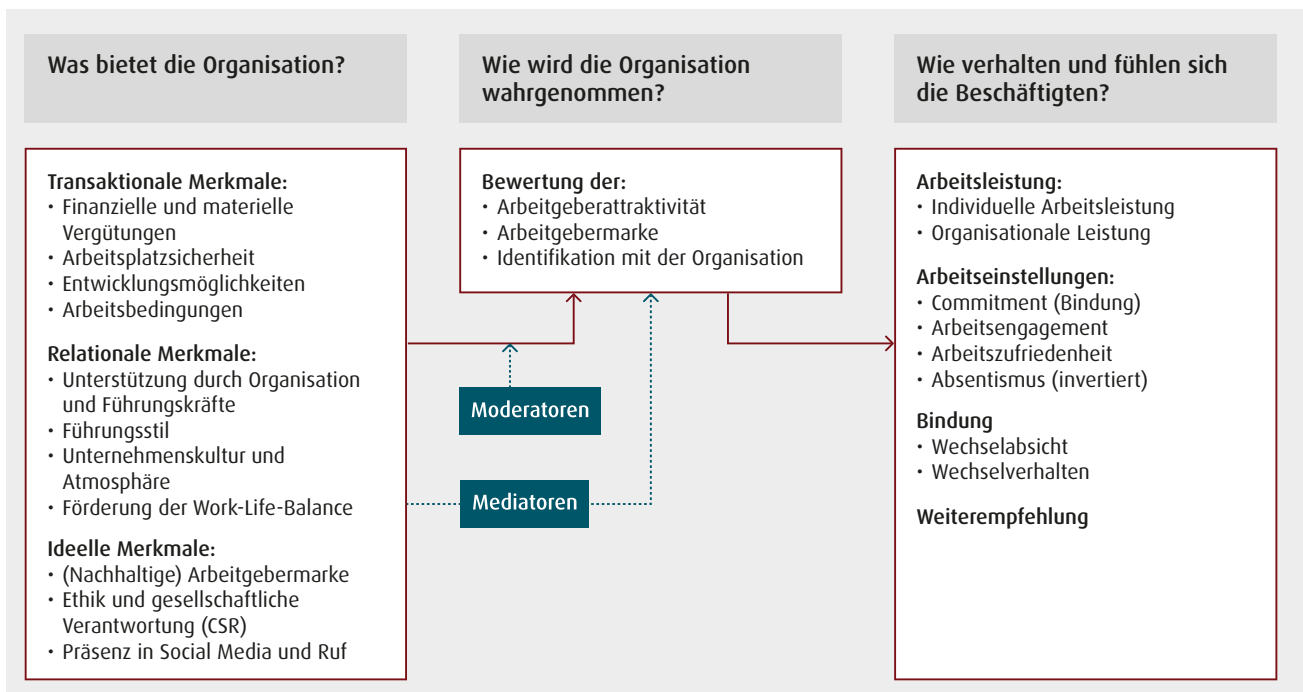 Was bietet die Organisation?
Transaktionale Merkmale:
• Finanzielle und materielle
Vergütungen
• Arbeitsplatzsicherheit
• Entwicklungsmöglichkeiten
• Arbeitsbedingungen
Relationale Merkmale:
• Unterstützung durch Organisation
und Führungskräfte
• Führungsstil
• Unternehmenskultur und
Atmosphäre
• Förderung der Work-Life-Balance
Ideelle Merkmale:
• (Nachhaltige) Arbeitgebermarke
• Ethik und gesellschaftliche
Verantwortung (CSR)
• Präsenz in Social Media und Ruf
Wie wird die Organisation
wahrgenommen?
Bewertung der:
• Arbeitgeberattraktivität
• Arbeitgebermarke
• Identifikation mit der Organisation
Moderatoren
Mediatoren
Wie verhalten und fühlen sich
die Beschäftigten?
Arbeitsleistung:
• Individuelle Arbeitsleistung
• Organisationale Leistung
Arbeitseinstellungen:
• Commitment (Bindung)
• Arbeitsengagement
• Arbeitszufriedenheit
• Absentismus (invertiert)
Bindung
• Wechselabsicht
• Wechselverhalten
Weiterempfehlung